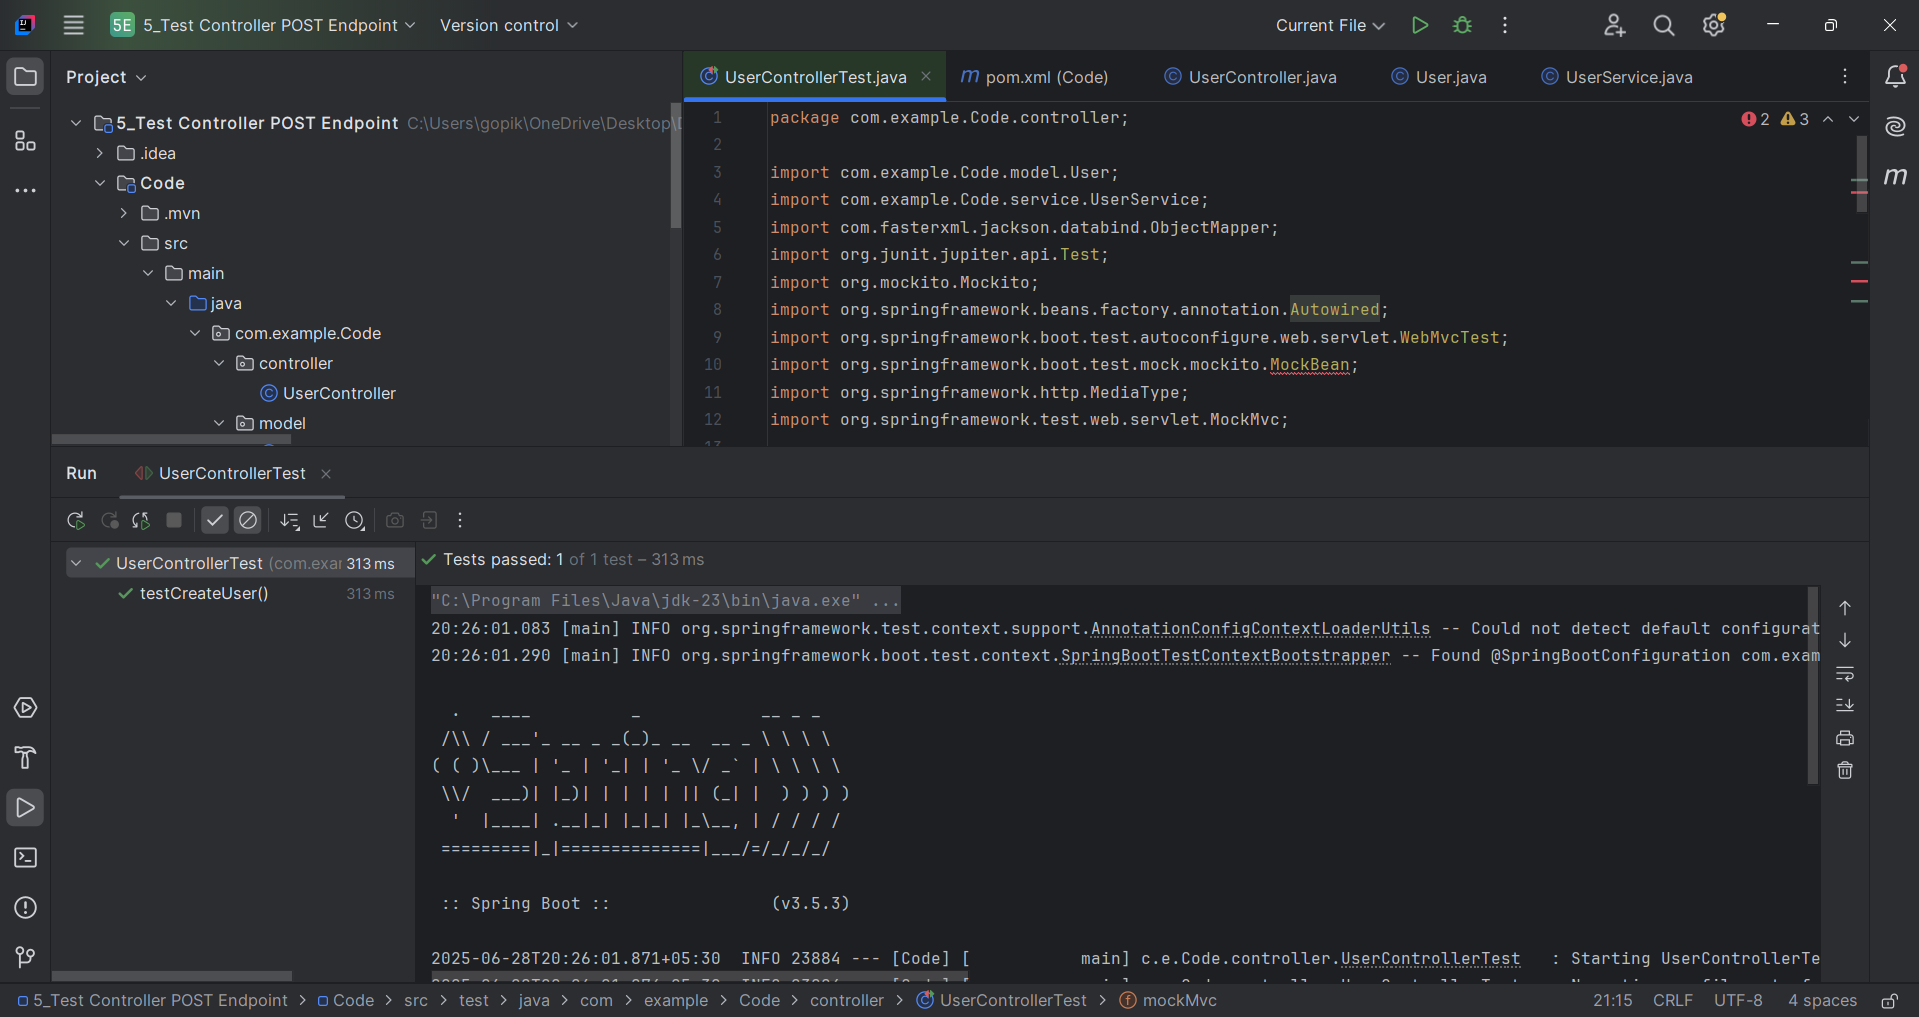 5E 5_Test Controller POST Endpoint Version control Current File
Project
5_Test Controller POST Endpoint C:\Users\gopik\OneDrive\Desktop\
.idea
Code
.mvn
src
main
java
com.example.Code
controller
UserController
model
UserControllerTest.java pom.xml (Code) UserController.java User.java UserService.java
2 3
1 package com.example.Code.controller;
2
3 import com.example.Code.model.User;
4 import com.example.Code.service.UserService;
5 import com.fasterxml.jackson.databind.ObjectMapper;
6 import org.junit.jupiter.api.Test;
7 import org.mockito.Mockito;
8 import org.springframework.beans.factory.annotation.Autowired;
9 import org.springframework.boot.test.autoconfigure.web.servlet.WebMvcTest;
10 import org.springframework.boot.test.mock.mockito.MockBean;
11 import org.springframework.http.MediaType;
12 import org.springframework.test.web.servlet.MockMvc;
13
Run UserControllerTest
UserControllerTest (com.exar 313 ms
testCreateUser() 313 ms
Tests passed: 1 of 1 test – 313 ms
"C:\Program Files\Java\jdk-23\bin\java.exe" ...
20:26:01.083 [main] INFO org.springframework.test.context.support.AnnotationConfigContextLoaderUtils -- Could not detect default configurat
20:26:01.290 [main] INFO org.springframework.boot.test.context.SpringBootTestContextBootstrapper -- Found @SpringBootConfiguration com.exam
  .   ____          _            __ _ _
 /\\ / ___'_ __ _ _(_)_ __  __ _ \ \ \ \
( ( )\___ | '_ | '_| | '_ \/ _` | \ \ \ \
 \\/  ___)| |_)| | | | | || (_| |  ) ) ) )
  '  |____| .__|_| |_|_| |_\__, | / / / /
 =========|_|==============|___/=/_/_/_/
:: Spring Boot :: (v3.5.3)
2025-06-28T20:26:01.871+05:30 INFO 23884 --- [Code] [ main] c.e.Code.controller.UserControllerTest : Starting UserControllerTe
5_Test Controller POST Endpoint > Code > src > test > java > com > example > Code > controller > UserControllerTest > mockMvc 21:15 CRLF UTF-8 4 spaces